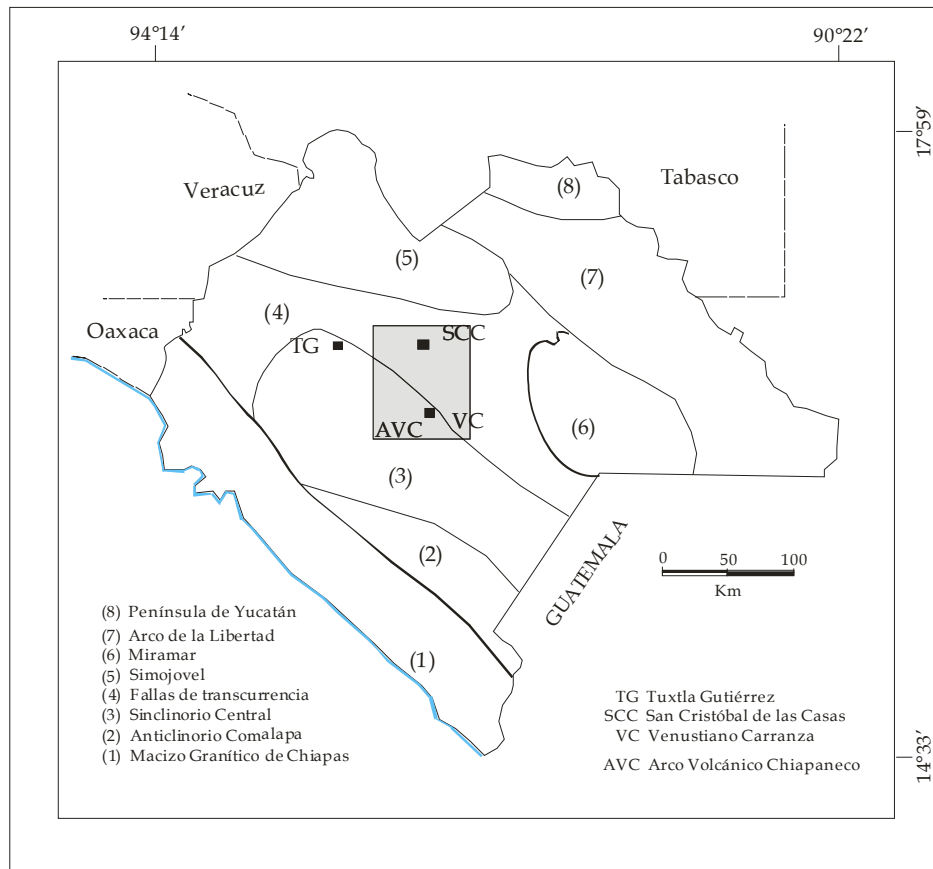 94°14′
90°22′
17°59′
Veracuz
Tabasco
(8)
(5)
(7)
(4)
Oaxaca
TG
SCC
AVC
VC
(6)
(3)
(2)
GUATEMALA
0 50 100
Km
(1)
14°33′
(8) Península de Yucatán
(7) Arco de la Libertad
(6) Miramar
(5) Simojovel
(4) Fallas de transcurrencia
(3) Sinclinorio Central
(2) Anticlinorio Comalapa
(1) Macizo Granítico de Chiapas
TG Tuxtla Gutiérrez
SCC San Cristóbal de las Casas
VC Venustiano Carranza
AVC Arco Volcánico Chiapaneco